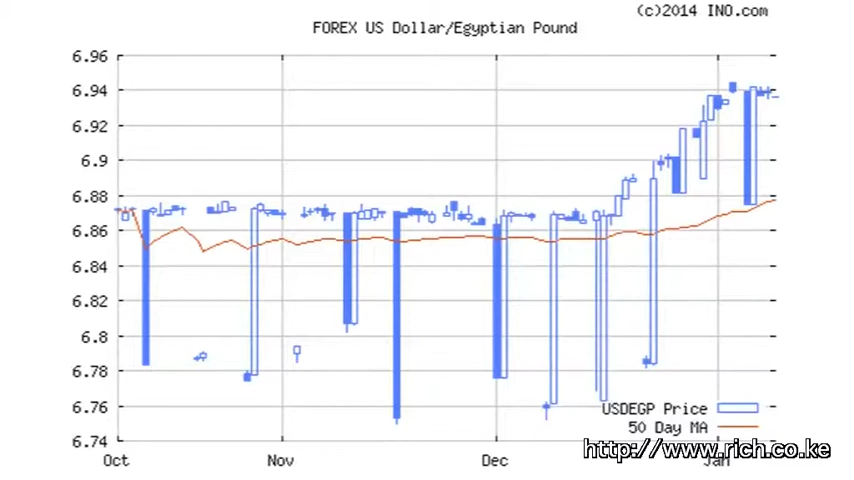 (c)2014 INO.com
FOREX US Dollar/Egyptian Pound
6.96
6.94
6.92
6.9
6.88
6.86
6.84
6.82
6.8
6.78
6.76
6.74
USDEGP Price
50 Day MA
Oct Nov Dec Jan
http://www.rich.co.ke